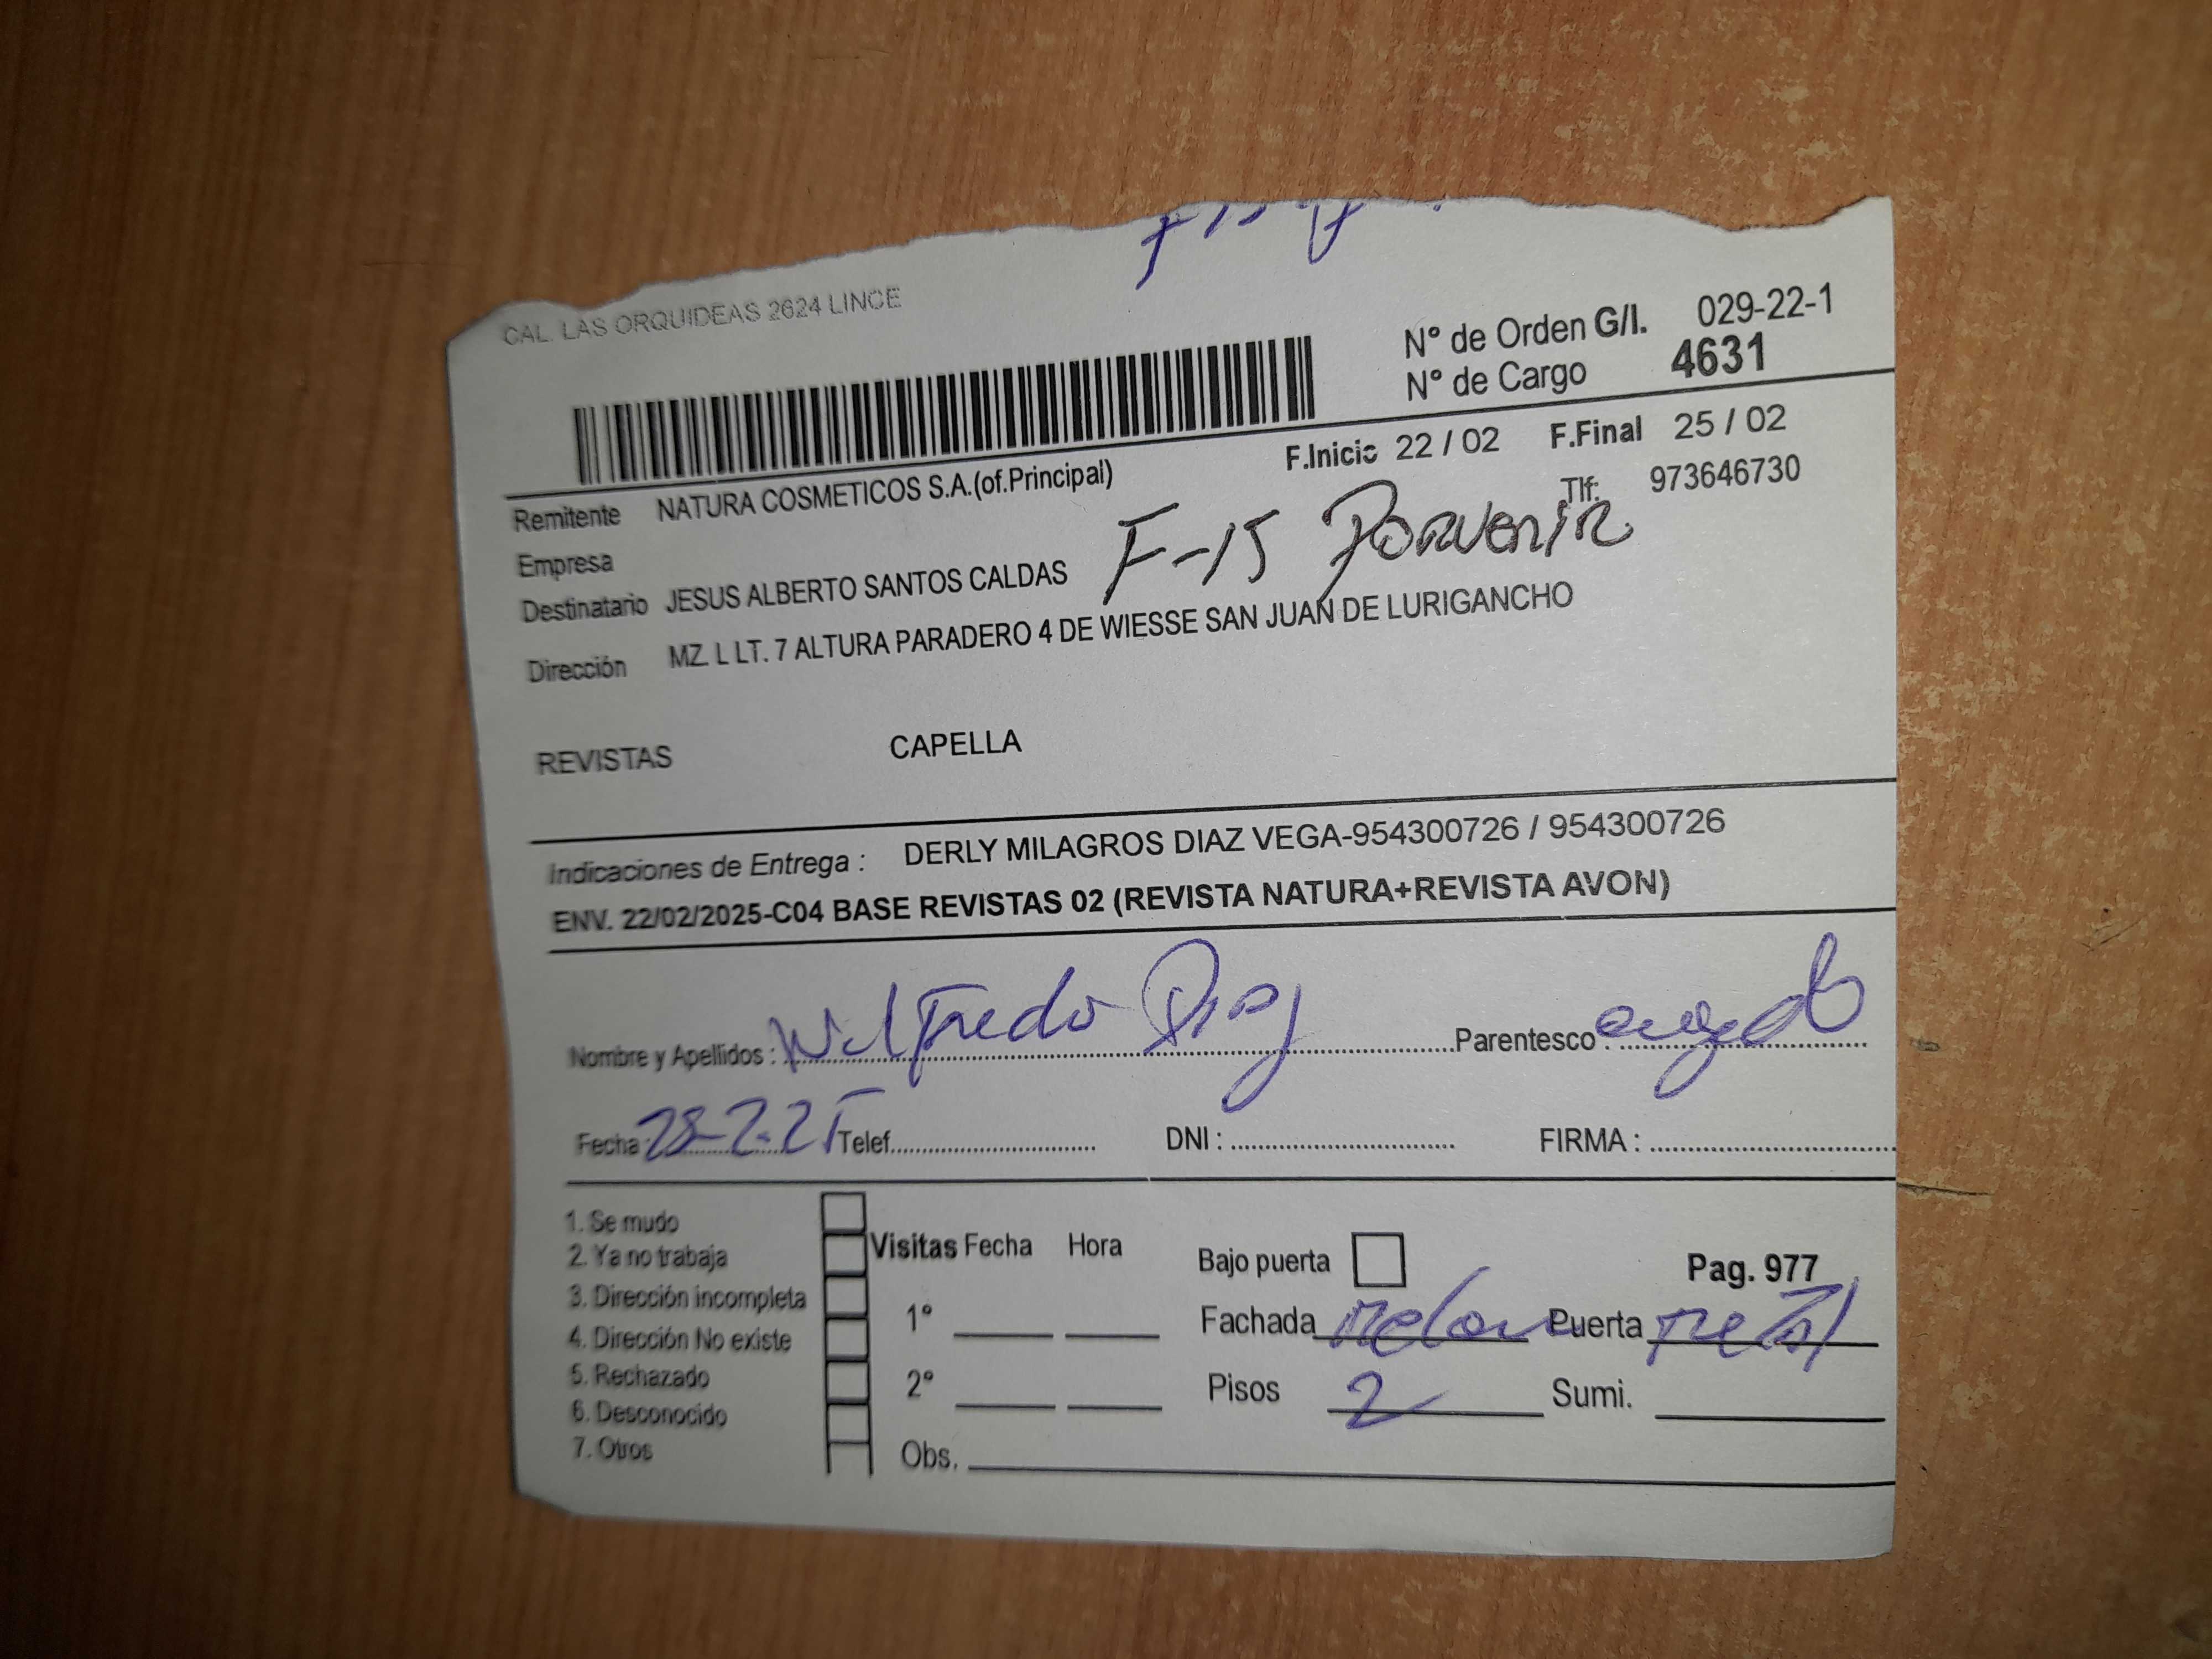 CAL. LAS ORQUIDEAS 2624 LINCE
N° de Orden G/I. 029-22-1
N° de Cargo 4631
F.Inicio 22 / 02 F.Final 25 / 02
Remitente NATURA COSMETICOS S.A.(of.Principal) Tlf: 973646730
Empresa F-15 Porvenir
Destinatario JESUS ALBERTO SANTOS CALDAS
Dirección MZ. L LT. 7 ALTURA PARADERO 4 DE WIESSE SAN JUAN DE LURIGANCHO
REVISTAS CAPELLA
Indicaciones de Entrega : DERLY MILAGROS DIAZ VEGA-954300726 / 954300726
ENV. 22/02/2025-C04 BASE REVISTAS 02 (REVISTA NATURA+REVISTA AVON)
Nombre y Apellidos : Wilfredo Diaz Parentesco :
Fecha: 28-2-25 Telef. DNI : FIRMA :
1. Se mudo
2. Ya no trabaja
3. Dirección incompleta
4. Dirección No existe
5. Rechazado
6. Desconocido
7. Otros
Visitas Fecha Hora
1°
2°
Obs.
Bajo puerta Pag. 977
Fachada melon Puerta metal
Pisos 2 Sumi.